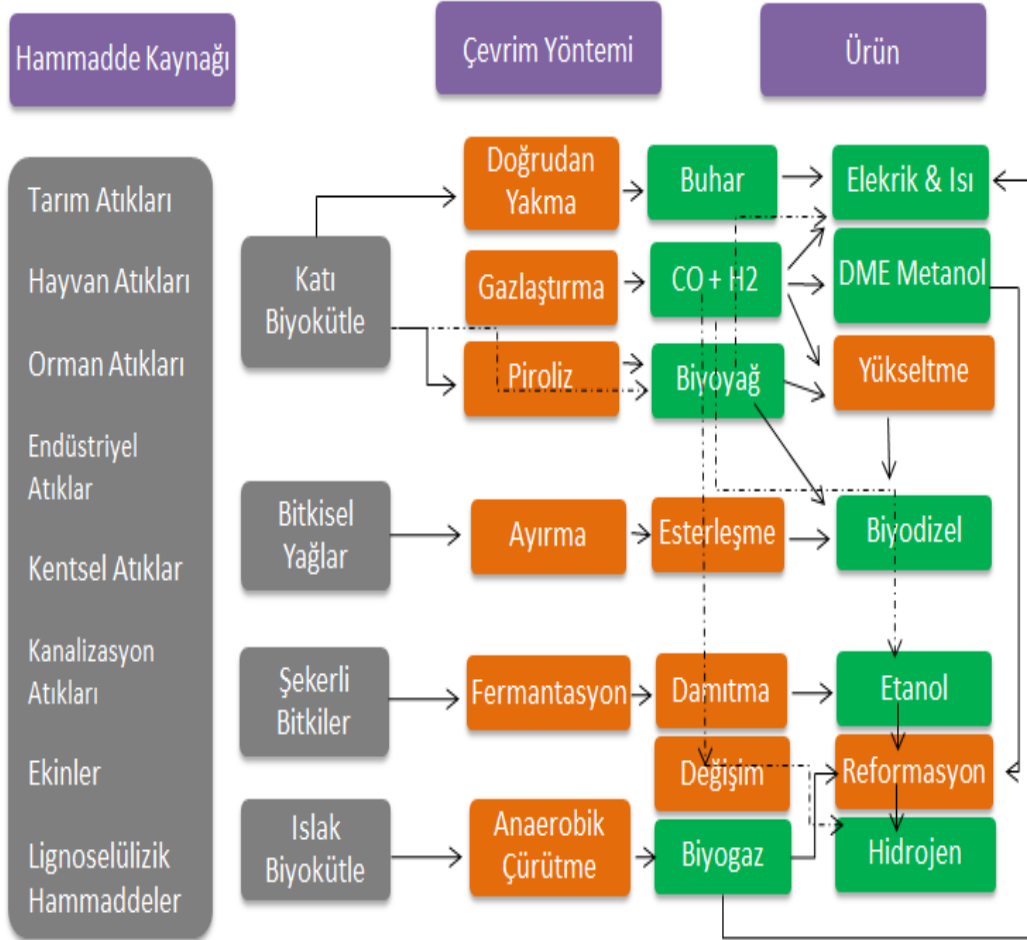 Hammadde Kaynağı
Çevrim Yöntemi
Ürün
Tarım Atıkları
Hayvan Atıkları
Orman Atıkları
Endüstriyel
Atıklar
Kentsel Atıklar
Kanalizasyon
Atıkları
Ekinler
Lignoselülizik
Hammaddeler
Katı
Biyokütle
Doğrudan
Yakma
Buhar
Elekrik & Isı
Gazlaştırma
CO + H2
DME Metanol
Piroliz
Biyoyağ
Yükseltme
Bitkisel
Yağlar
Ayırma
Esterleşme
Biyodizel
Şekerli
Bitkiler
Fermantasyon
Damıtma
Etanol
Değişim
Reformasyon
Islak
Biyokütle
Anaerobik
Çürütme
Biyogaz
Hidrojen